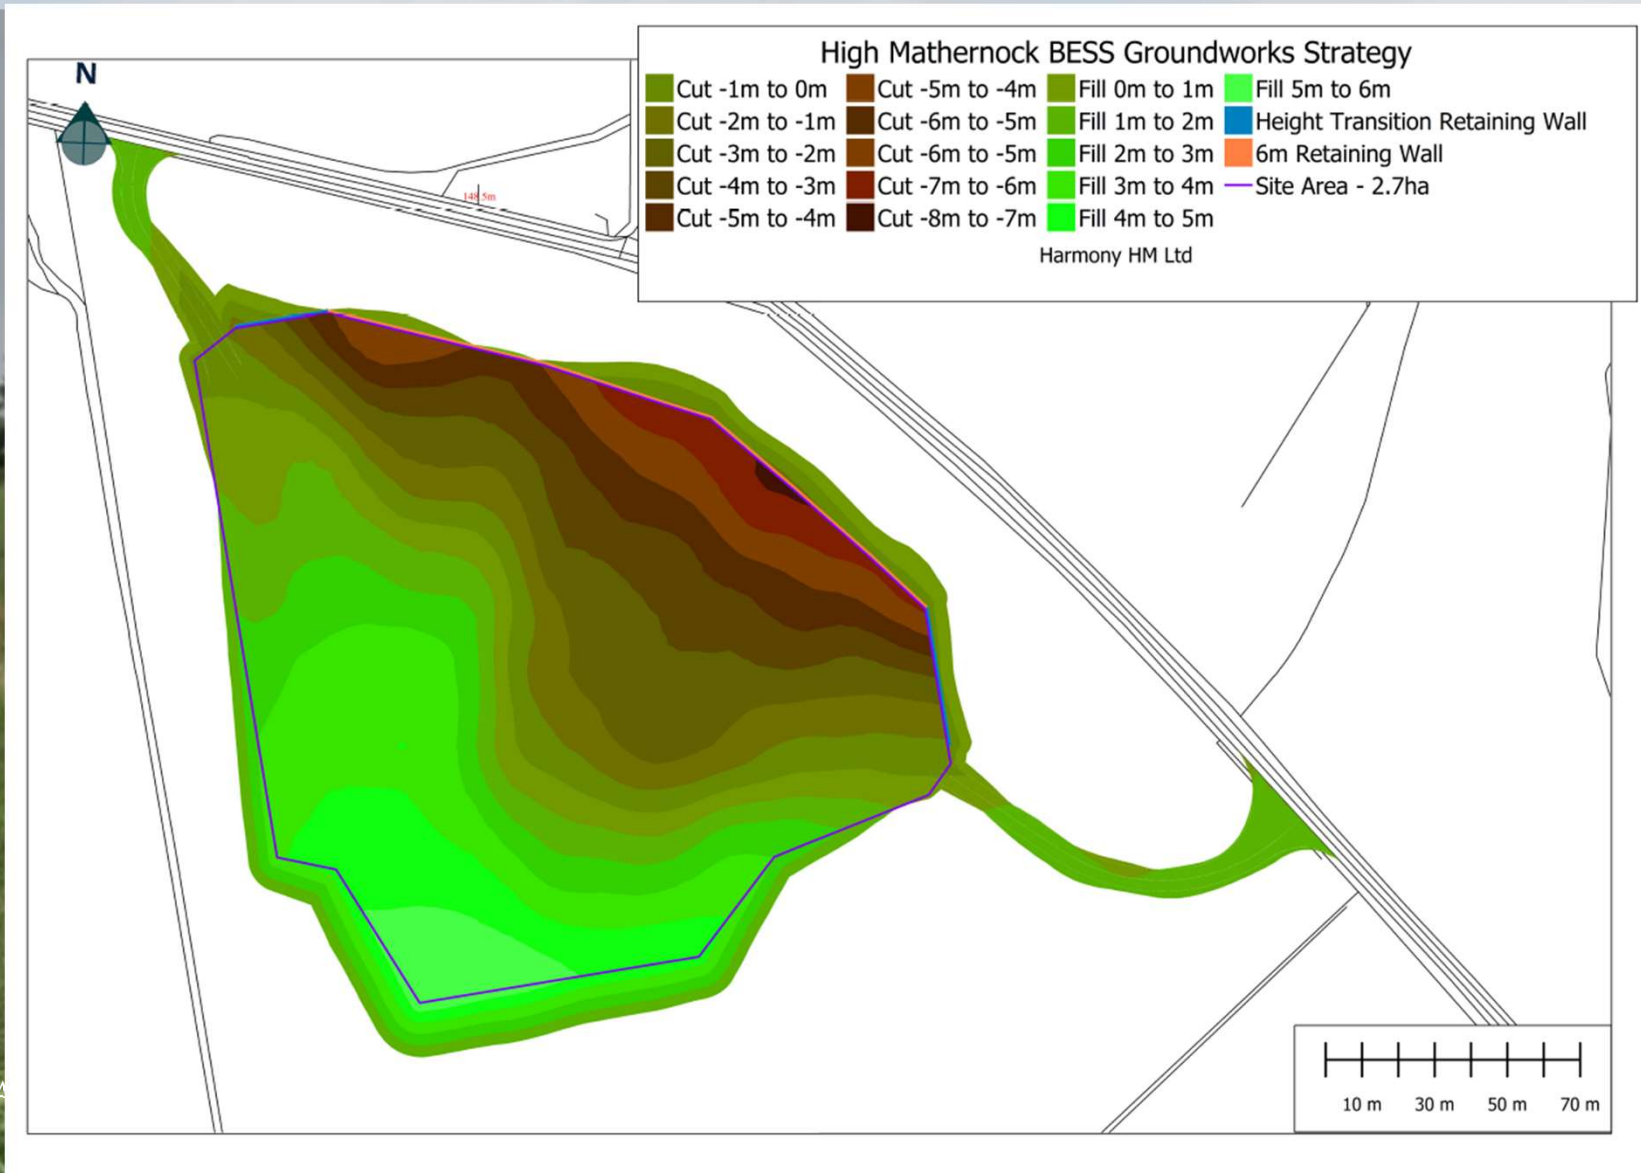 High Mathernock BESS Groundworks Strategy
Cut -1m to 0m
Cut -2m to -1m
Cut -3m to -2m
Cut -4m to -3m
Cut -5m to -4m
Cut -5m to -4m
Cut -6m to -5m
Cut -6m to -5m
Cut -7m to -6m
Cut -8m to -7m
Fill 0m to 1m
Fill 1m to 2m
Fill 2m to 3m
Fill 3m to 4m
Fill 4m to 5m
Fill 5m to 6m
Height Transition Retaining Wall
6m Retaining Wall
Site Area - 2.7ha
Harmony HM Ltd
N
148.5m
10 m 30 m 50 m 70 m